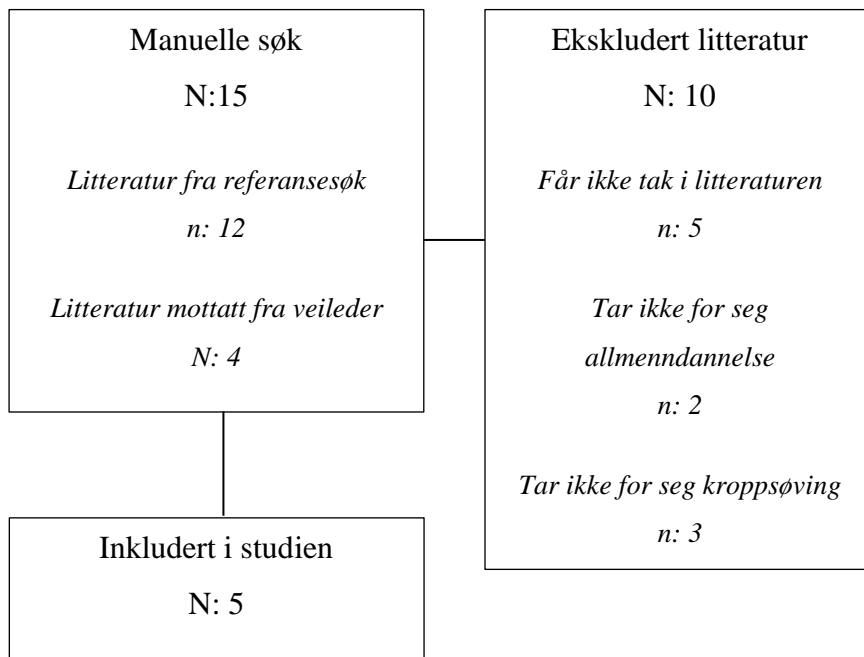 Manuelle søk
N:15
Litteratur fra referansesøk
n: 12
Litteratur mottatt fra veileder
N: 4
Ekskludert litteratur
N: 10
Får ikke tak i litteraturen
n: 5
Tar ikke for seg
allmenndannelse
n: 2
Tar ikke for seg kroppsøving
n: 3
Inkludert i studien
N: 5